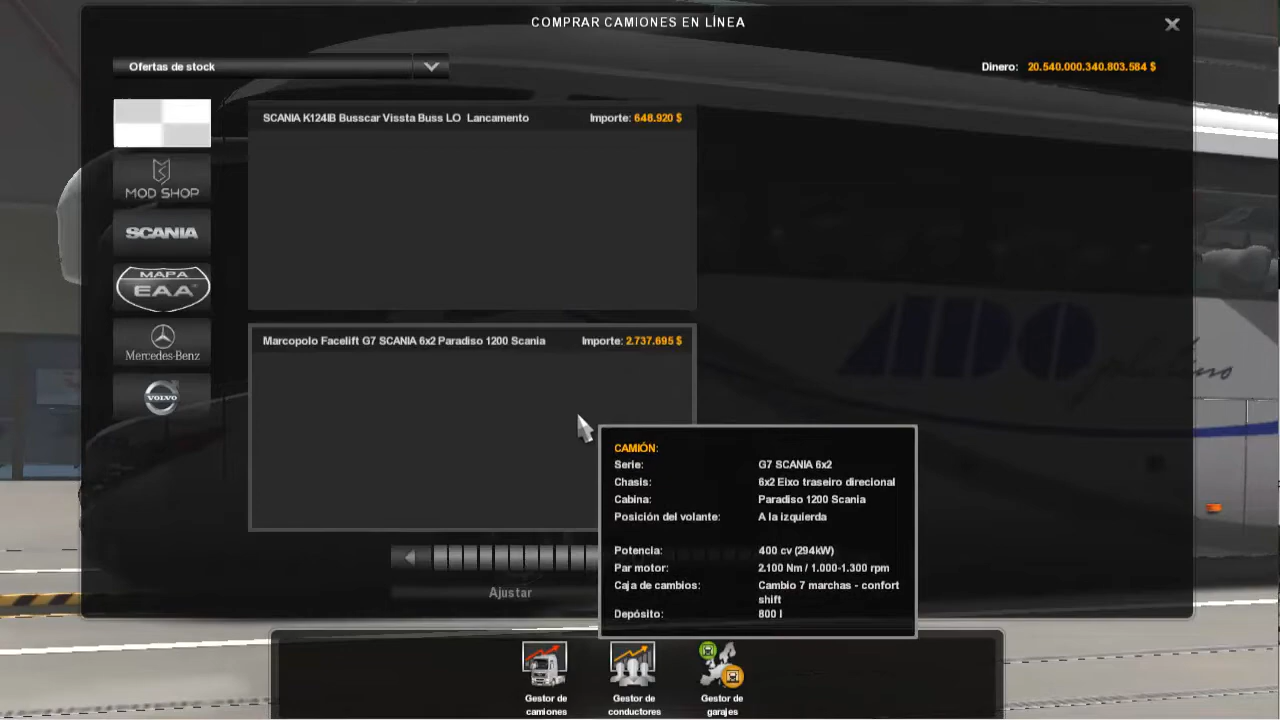 COMPRAR CAMIONES EN LÍNEA
Ofertas de stock
Dinero: 20.540.000.340.803.584 $
SCANIA K124IB Busscar Vissta Buss LO Lancamento Importe: 648.920 $
MOD SHOP
SCANIA
MAPA
EAA
Mercedes-Benz
VOLVO
Marcopolo Facelift G7 SCANIA 6x2 Paradiso 1200 Scania Importe: 2.737.695 $
ADO
platino
CAMIÓN:
Serie: G7 SCANIA 6x2
Chasis: 6x2 Eixo traseiro direcional
Cabina: Paradiso 1200 Scania
Posición del volante: A la izquierda
Potencia: 400 cv (294kW)
Par motor: 2.100 Nm / 1.000-1.300 rpm
Caja de cambios: Cambio 7 marchas - confort
shift
Depósito: 800 l
Ajustar
Gestor de
camiones
Gestor de
conductores
Gestor de
garajes